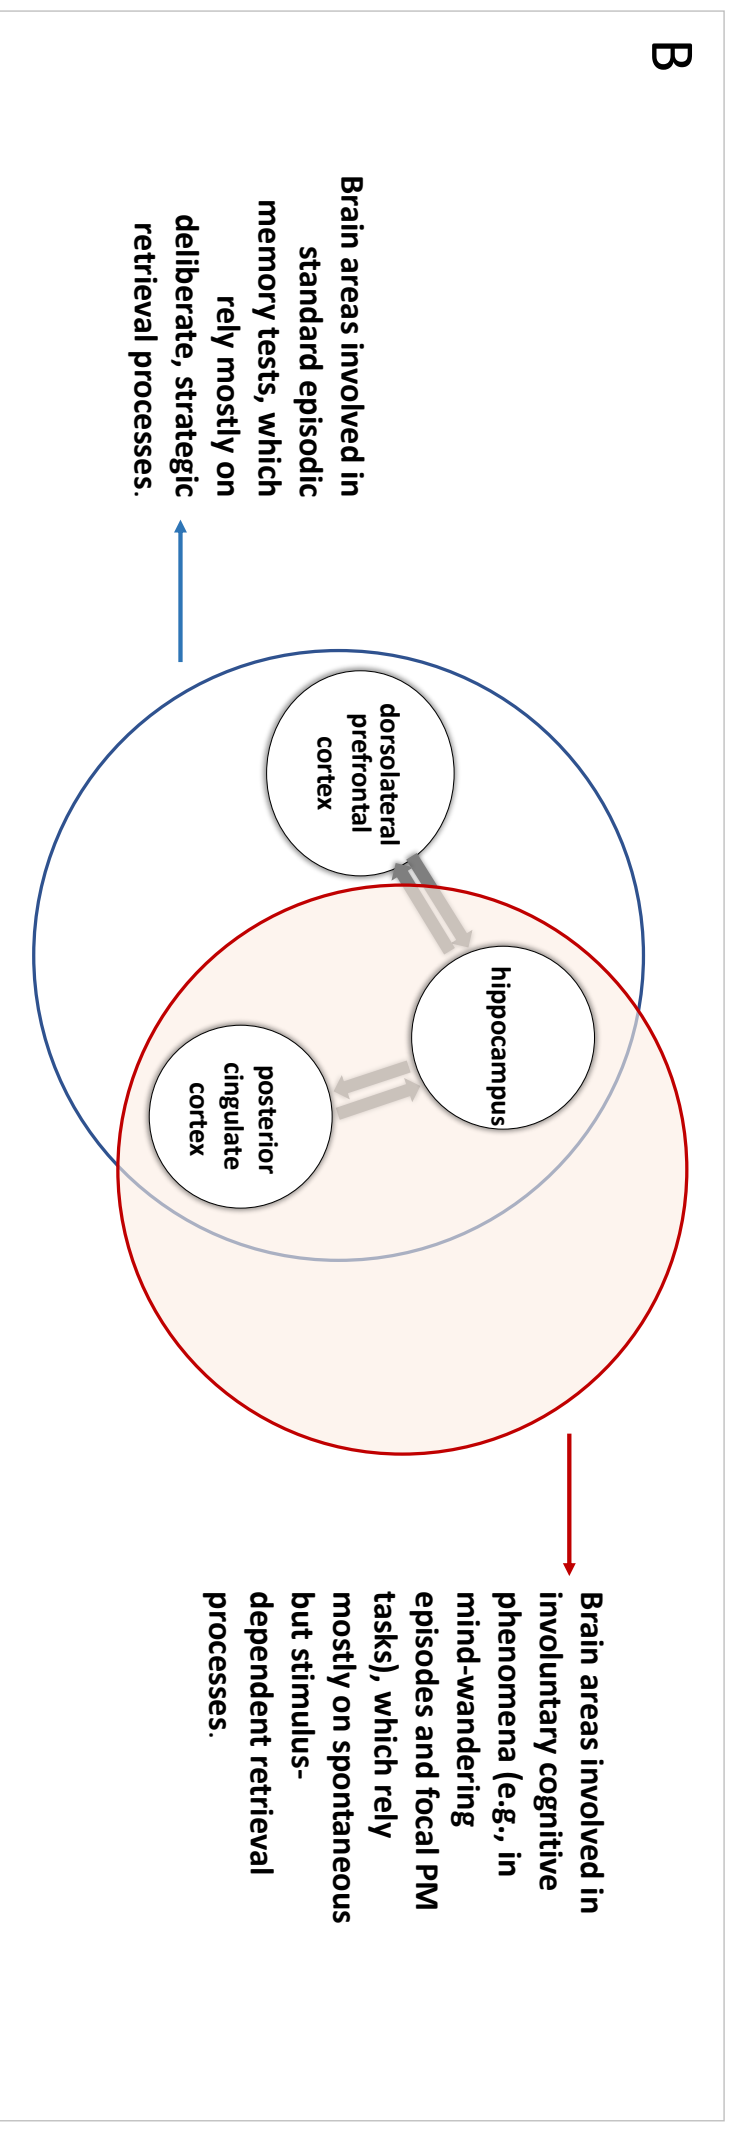 B
Brain areas involved in
standard episodic
memory tests, which
rely mostly on
deliberate, strategic
retrieval processes.
dorsolateral
prefrontal
cortex
hippocampus
posterior
cingulate
cortex
Brain areas involved in
involuntary cognitive
phenomena (e.g., in
mind-wandering
episodes and focal PM
tasks), which rely
mostly on spontaneous
but stimulus-
dependent retrieval
processes.